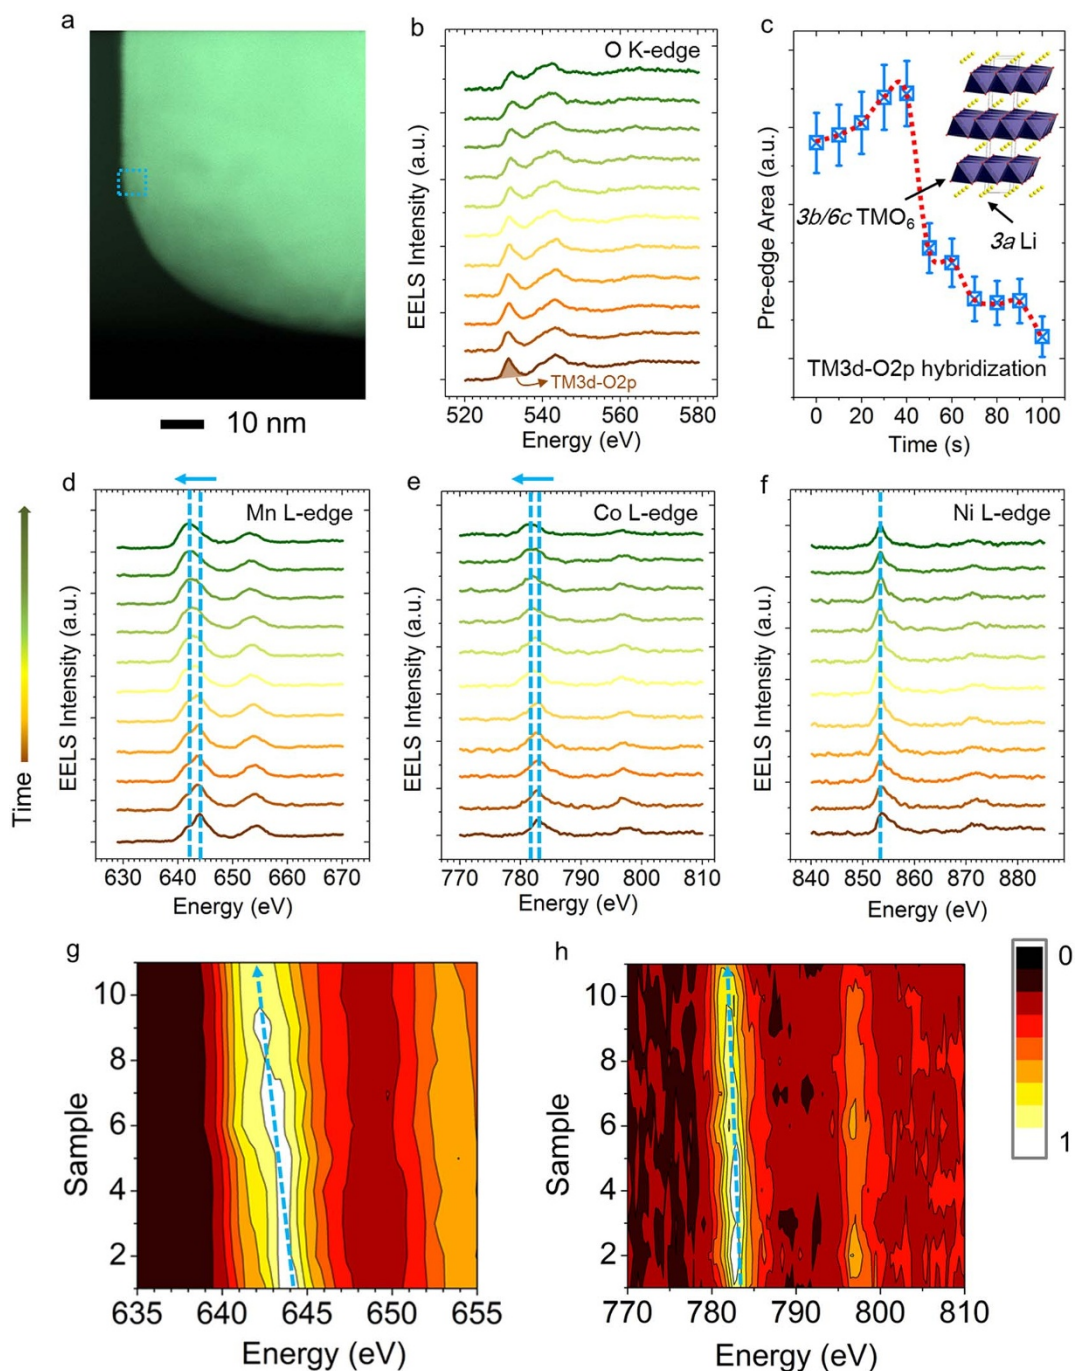 a
10 nm
b
O K-edge
EELS Intensity (a.u.)
TM3d-O2p
520 540 560 580
Energy (eV)
c
Pre-edge Area (a.u.)
3b/6c TMO6
3a Li
TM3d-O2p hybridization
0 20 40 60 80 100
Time (s)
Time
d
Mn L-edge
EELS Intensity (a.u.)
630 640 650 660 670
Energy (eV)
e
Co L-edge
EELS Intensity (a.u.)
770 780 790 800 810
Energy (eV)
f
Ni L-edge
EELS Intensity (a.u.)
840 850 860 870 880
Energy (eV)
g
Sample
10
8
6
4
2
635 640 645 650 655
Energy (eV)
h
Sample
10
8
6
4
2
770 780 790 800 810
Energy (eV)
0
1